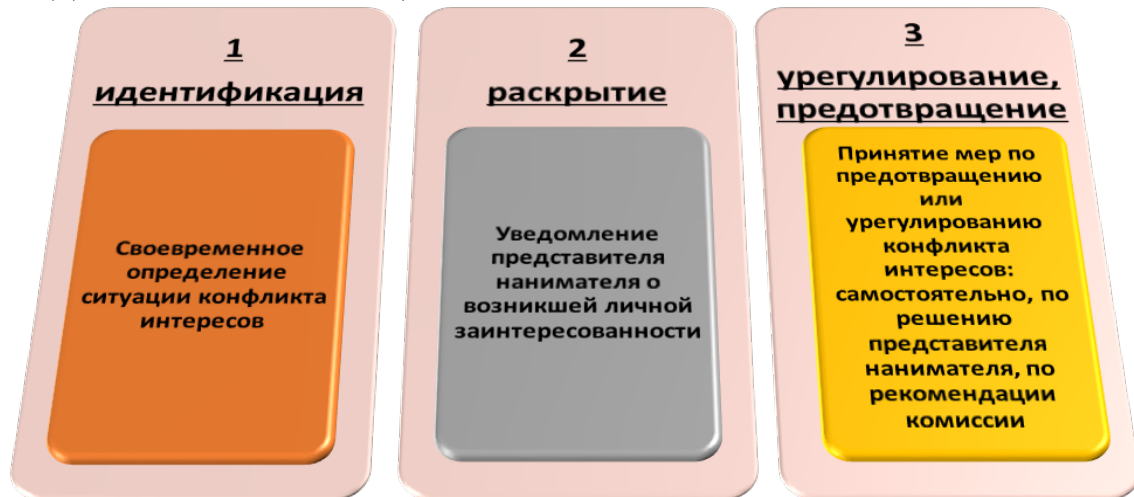 1
идентификация
Своевременное
определение
ситуации конфликта
интересов
2
раскрытие
Уведомление
представителя
нанимателя о
возникшей личной
заинтересованности
3
урегулирование,
предотвращение
Принятие мер по
предотвращению
или
урегулированию
конфликта
интересов:
самостоятельно, по
решению
представителя
нанимателя, по
рекомендации
комиссии